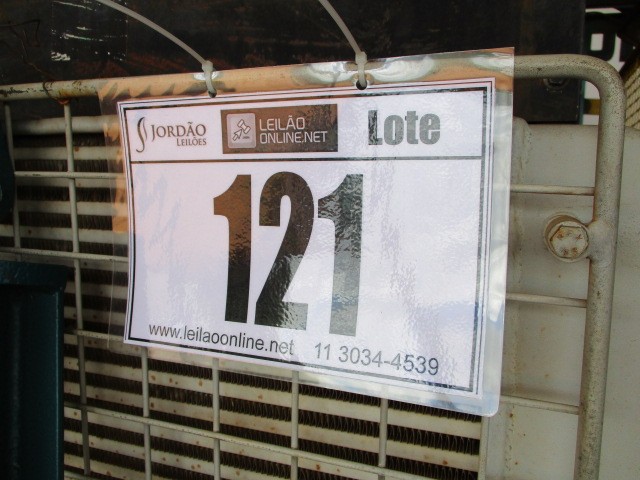 JORDÃO
LEILÕES
LEILÃO
ONLINE.NET
Lote
121
www.leilaoonline.net 11 3034-4539